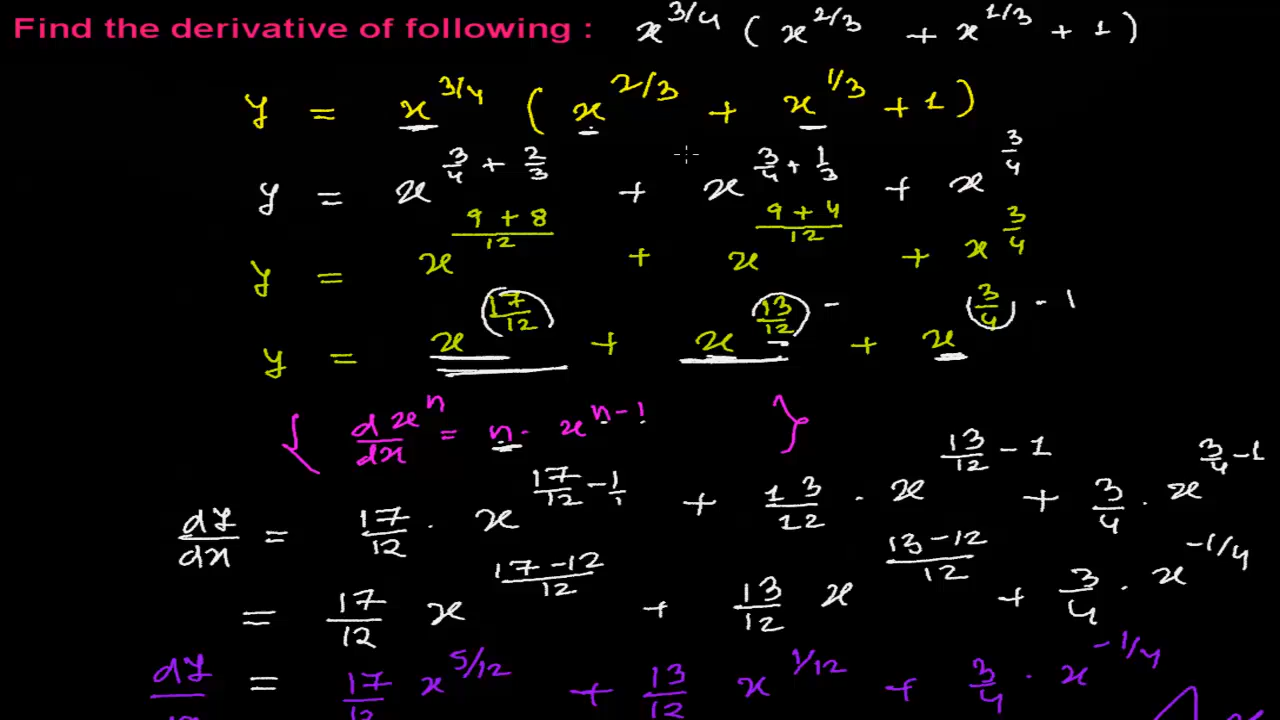 Find the derivative of following : x^{3/4} ( x^{2/3} + x^{1/3} + 1 )
y = x^{3/4} ( x^{2/3} + x^{1/3} + 1 )
y = x^{3/4 + 2/3} + x^{3/4 + 1/3} + x^{3/4}
y = x^{(9 + 8)/12} + x^{(9 + 4)/12} + x^{3/4}
y = x^{17/12} + x^{13/12 -} + x^{3/4 - 1}
{ d x^n / dx = n · x^{n-1} }
dy/dx = 17/12 · x^{17/12 - 1/1} + 13/12 · x^{13/12 - 1} + 3/4 · x^{3/4 - 1}
= 17/12 x^{(17 - 12)/12} + 13/12 x^{(13 - 12)/12} + 3/4 · x^{-1/4}
dy/dx = 17/12 x^{5/12} + 13/12 x^{1/12} + 3/4 · x^{-1/4}